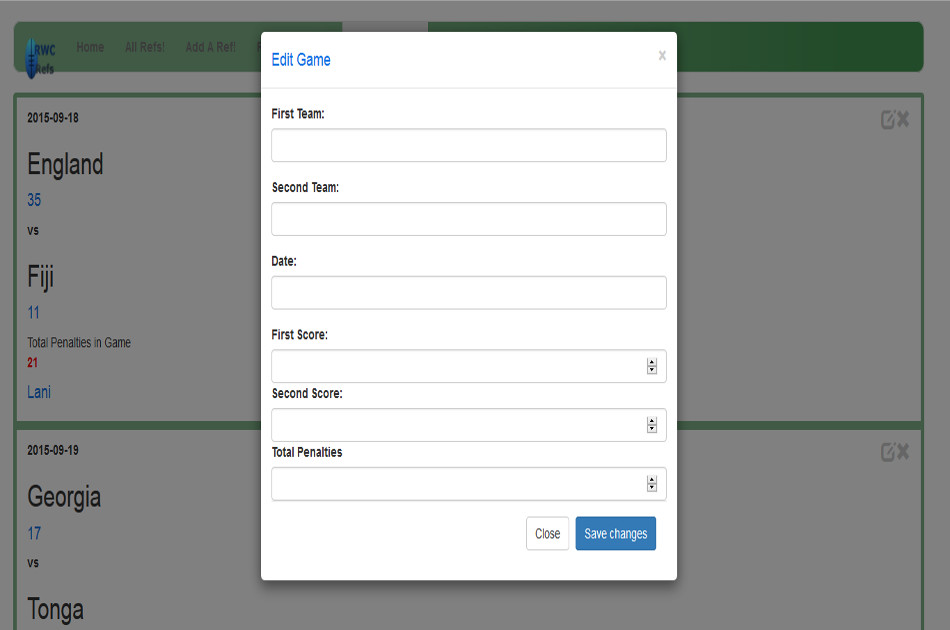 RWC
Refs
Home All Refs! Add A Ref!
Edit Game
×
2015-09-18
England
35
vs
Fiji
11
Total Penalties in Game
21
Lani
2015-09-19
Georgia
17
vs
Tonga
First Team:
Second Team:
Date:
First Score:
Second Score:
Total Penalties
Close Save changes